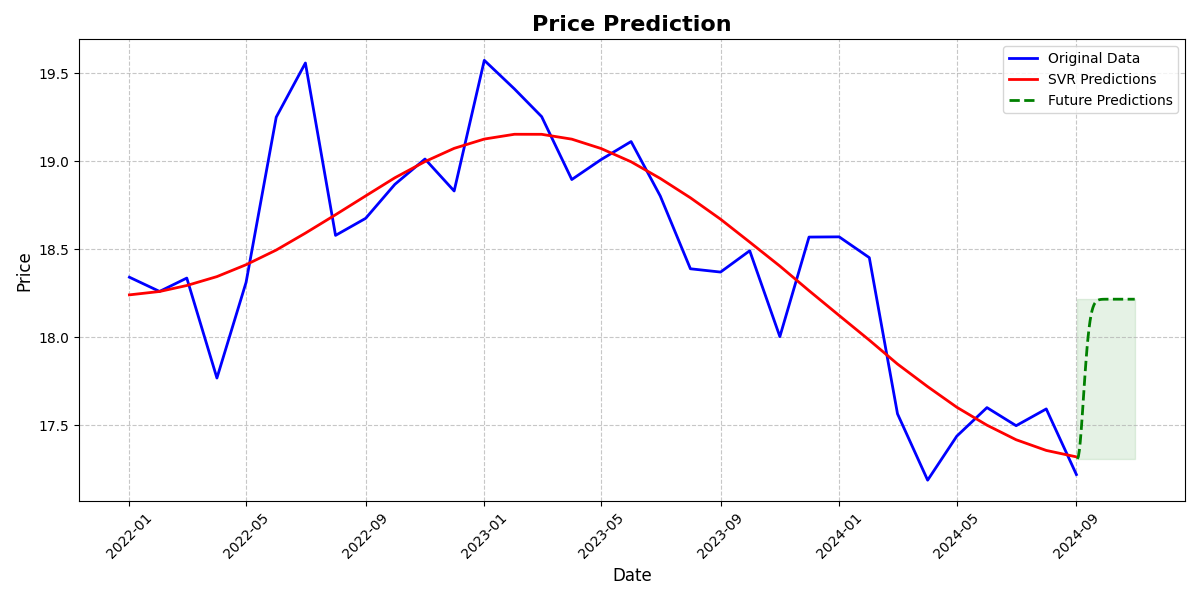 Price Prediction
Original Data
SVR Predictions
Future Predictions
Price
19.5
19.0
18.5
18.0
17.5
2022-01
2022-05
2022-09
2023-01
2023-05
2023-09
2024-01
2024-05
2024-09
Date